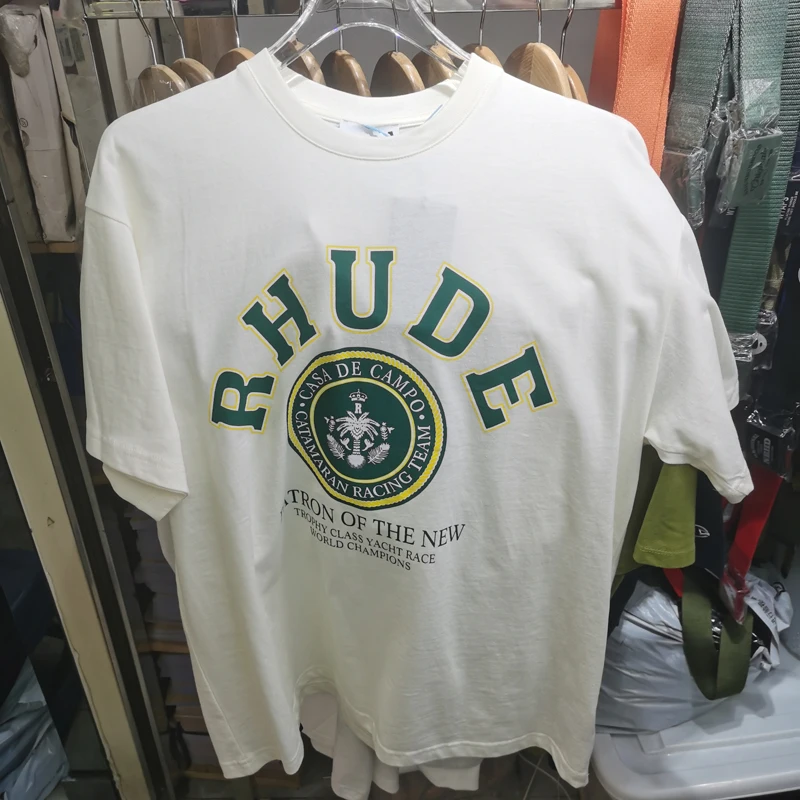 RHUDE
CASA DE CAMPO
R
CATAMARAN RACING TEAM
TRON OF THE NEW
TROPHY CLASS YACHT RACE
WORLD CHAMPIONS